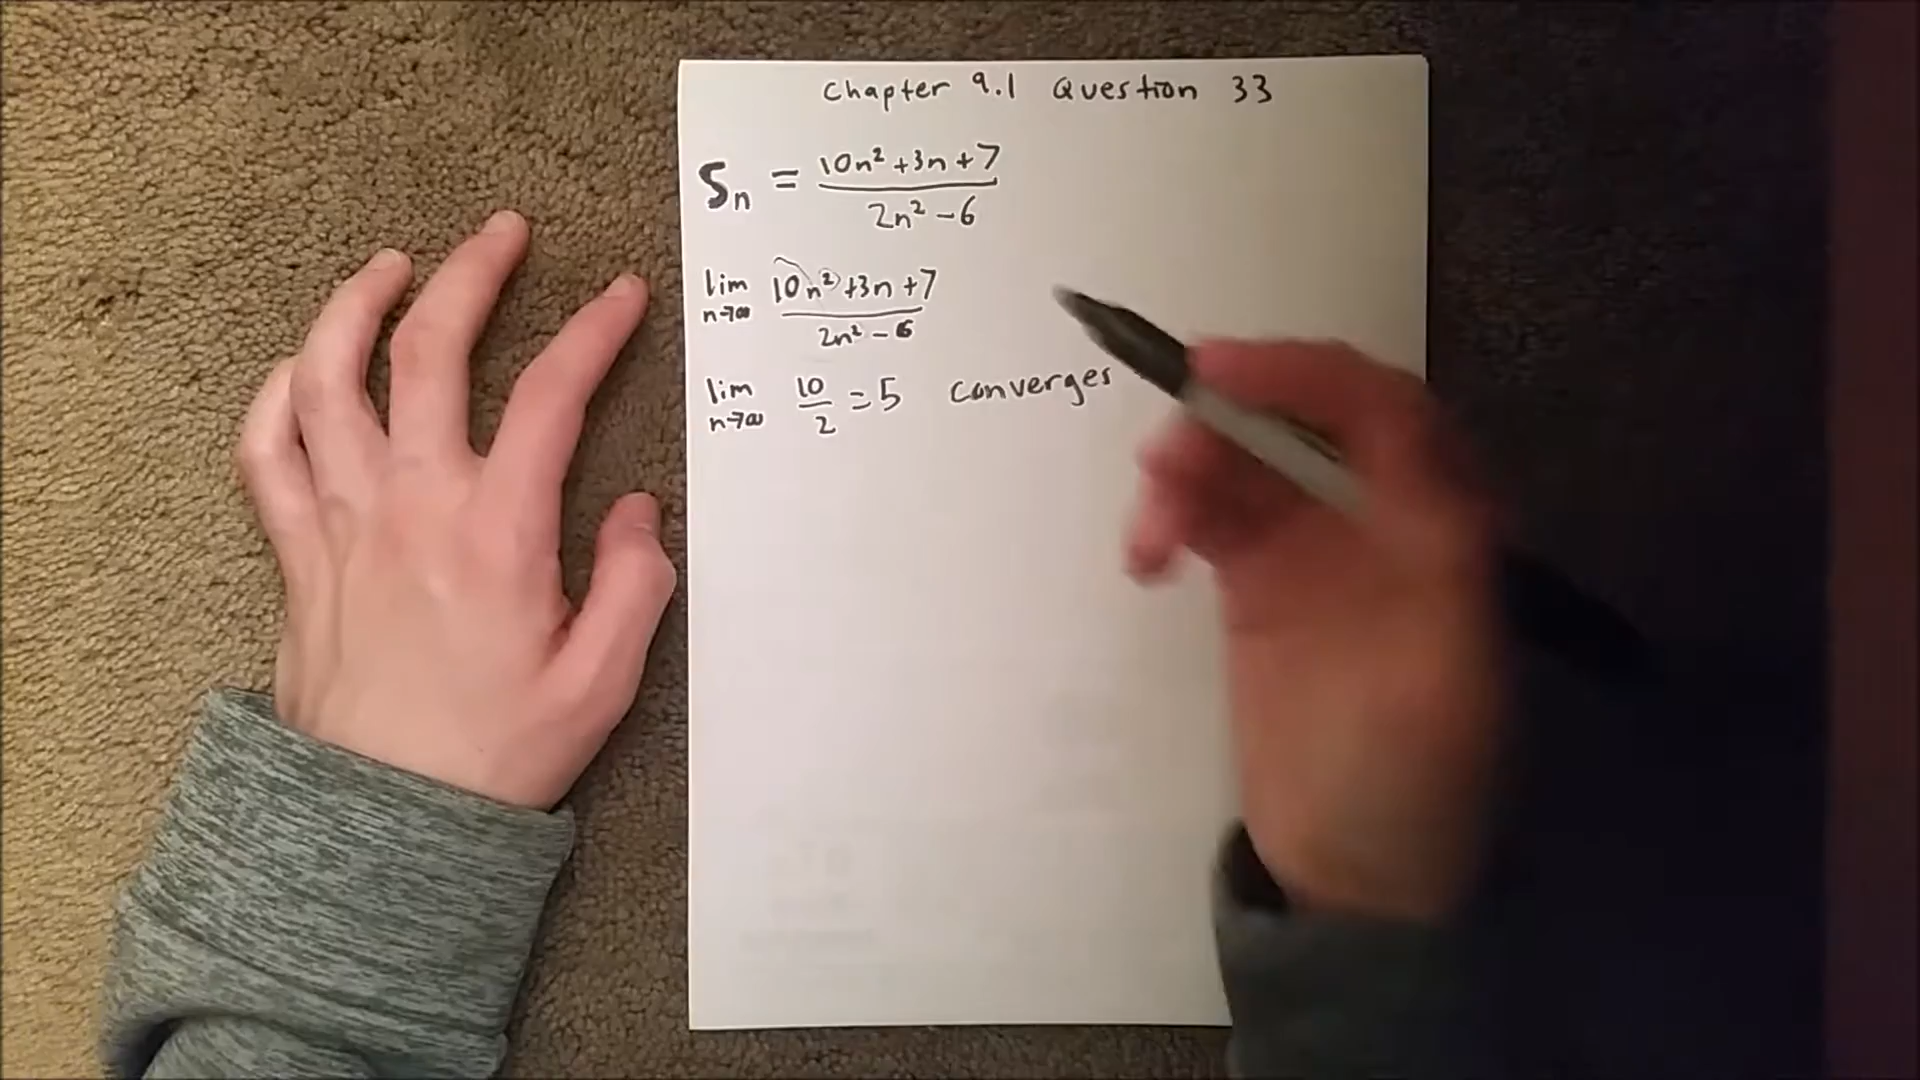 Chapter 9.1 Question 33
Sn = 10n² + 3n + 7 / 2n² - 6
lim n→∞ 10n² + 3n + 7 / 2n² - 6
lim n→∞ 10/2 = 5 converges